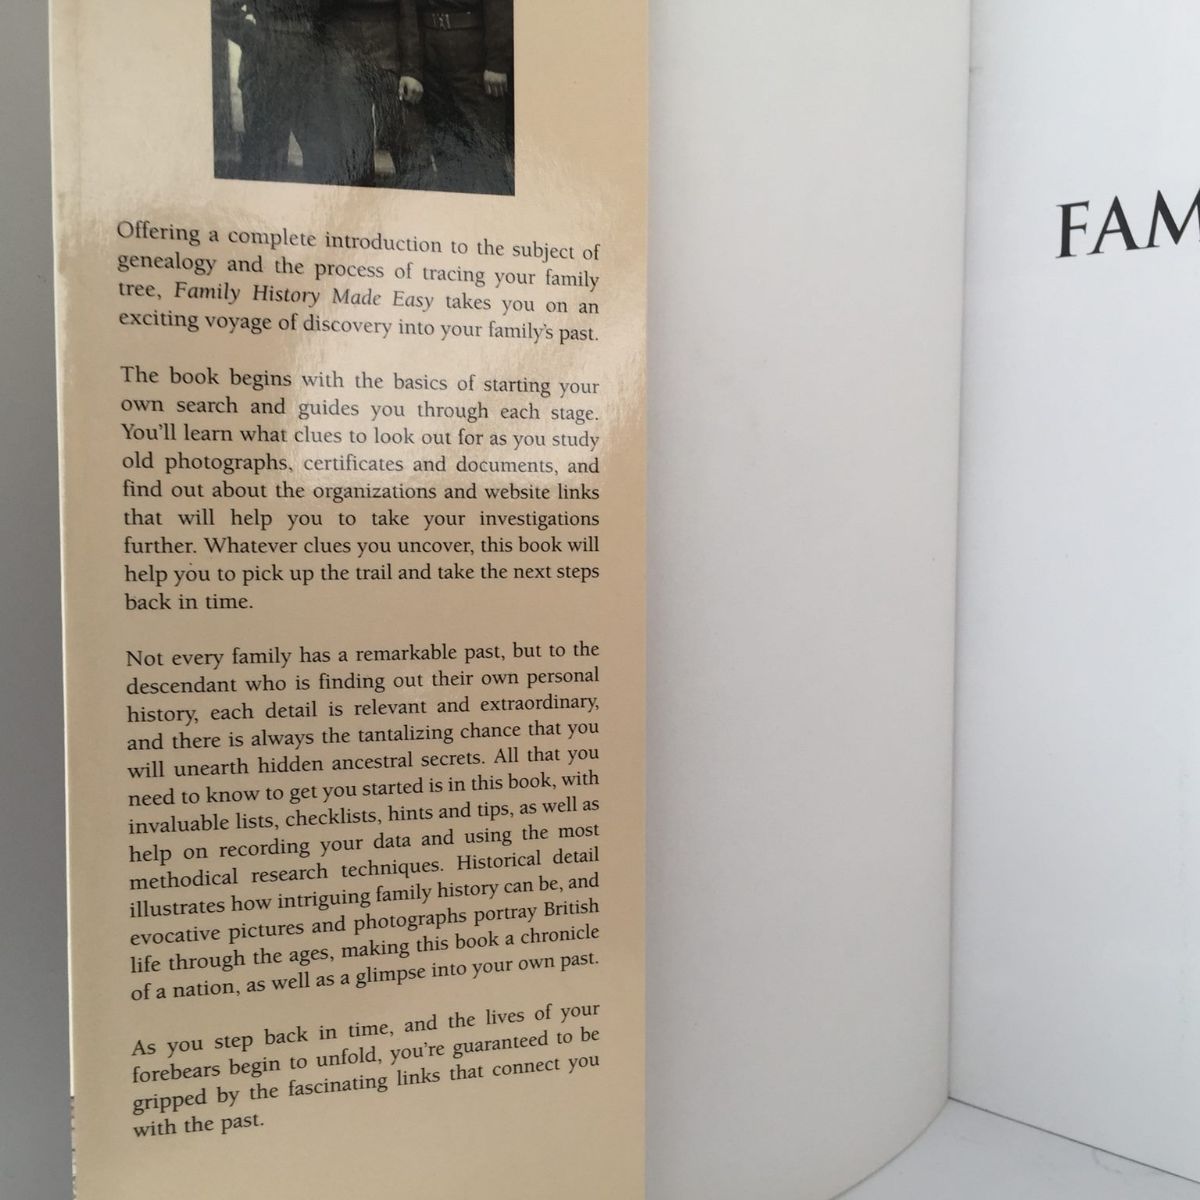 Offering a complete introduction to the subject of
genealogy and the process of tracing your family
tree, Family History Made Easy takes you on an
exciting voyage of discovery into your family's past.
The book begins with the basics of starting your
own search and guides you through each stage.
You'll learn what clues to look out for as you study
old photographs, certificates and documents, and
find out about the organizations and website links
that will help you to take your investigations
further. Whatever clues you uncover, this book will
help you to pick up the trail and take the next steps
back in time.
Not every family has a remarkable past, but to the
descendant who is finding out their own personal
history, each detail is relevant and extraordinary,
and there is always the tantalizing chance that you
will unearth hidden ancestral secrets. All that you
need to know to get you started is in this book, with
invaluable lists, checklists, hints and tips, as well as
help on recording your data and using the most
methodical research techniques. Historical detail
illustrates how intriguing family history can be, and
evocative pictures and photographs portray British
life through the ages, making this book a chronicle
of a nation, as well as a glimpse into your own past.
As you step back in time, and the lives of your
forebears begin to unfold, you're guaranteed to be
gripped by the fascinating links that connect you
with the past.
FAM